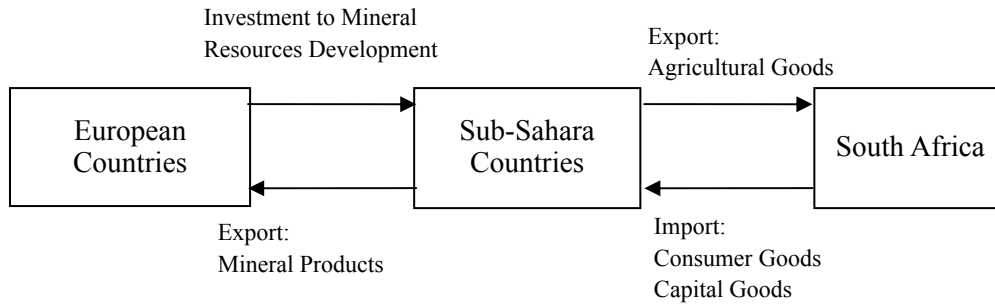 Investment to Mineral
Resources Development
Export:
Agricultural Goods
European
Countries
Sub-Sahara
Countries
South Africa
Export:
Mineral Products
Import:
Consumer Goods
Capital Goods